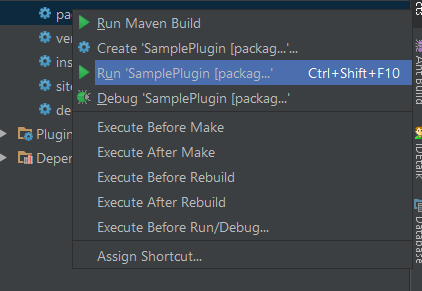 pa
Run Maven Build
ver
Create 'SamplePlugin [packag...'...
ins
Run 'SamplePlugin [packag...' Ctrl+Shift+F10
site
Debug 'SamplePlugin [packag...'
de
Execute Before Make
Plugin
Execute After Make
Depe
Execute Before Rebuild
Execute After Rebuild
Execute Before Run/Debug...
Assign Shortcut...
cts
Ant Build
IDEtalk
Database